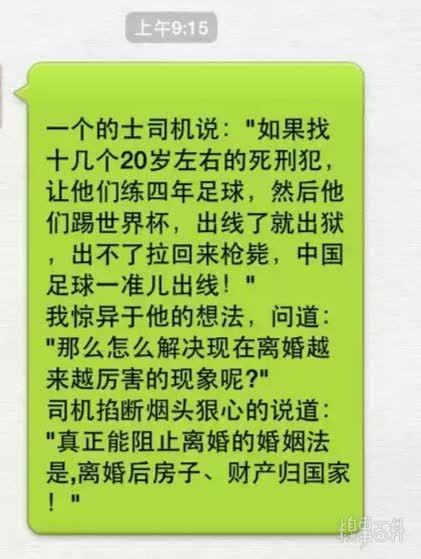 上午9:15
一个的士司机说："如果找
十几个20岁左右的死刑犯，
让他们练四年足球，然后他
们踢世界杯，出线了就出狱
，出不了拉回来枪毙，中国
足球一准儿出线！"
我惊异于他的想法，问道：
"那么怎么解决现在离婚越
来越厉害的现象呢?"
司机掐断烟头狠心的说道：
"真正能阻止离婚的婚姻法
是,离婚后房子、财产归国家
！"
糗事百科